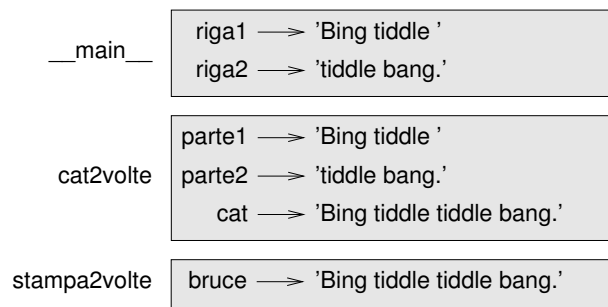 __main__
riga1 → 'Bing tiddle ’
riga2 → ’tiddle bang.’
cat2volte
parte1 → ’Bing tiddle ’
parte2 → ’tiddle bang.’
cat → ’Bing tiddle tiddle bang.’
stampa2volte
bruce → ’Bing tiddle tiddle bang.’